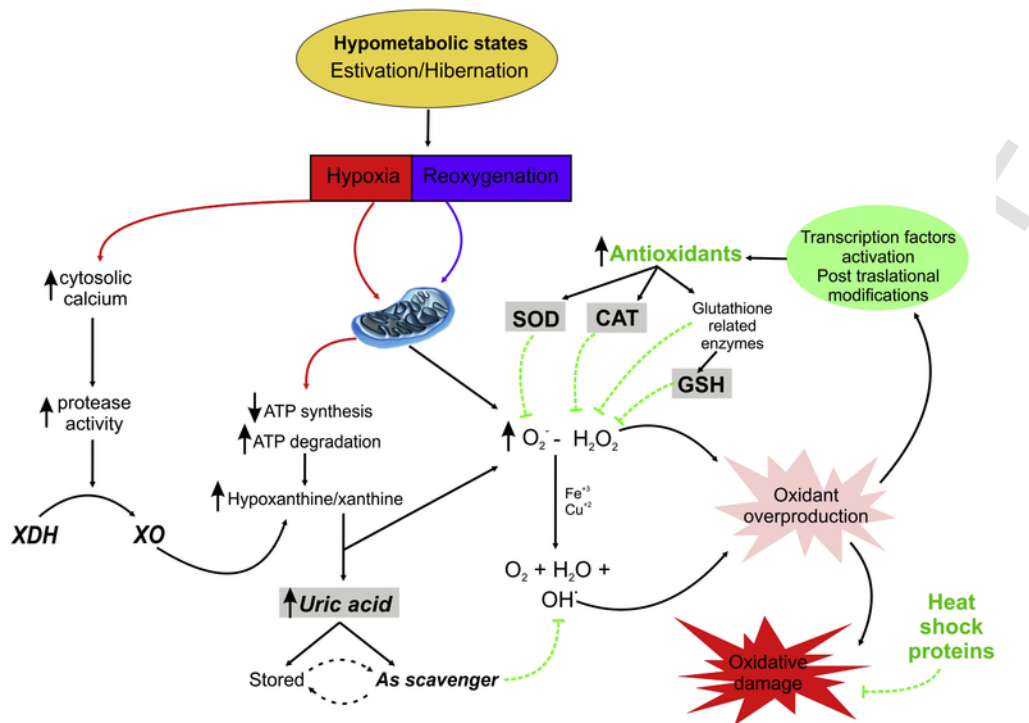 Hypometabolic states
Estivation/Hibernation
Hypoxia
Reoxygenation
cytosolic
calcium
protease
activity
XDH
XO
ATP synthesis
ATP degradation
Hypoxanthine/xanthine
Uric acid
Stored
As scavenger
Antioxidants
SOD
CAT
Glutathione
related
enzymes
GSH
Transcription factors
activation
Post traslational
modifications
O₂⁻ - H₂O₂
Fe⁺³
Cu⁺²
O₂ + H₂O +
OH·
Oxidant
overproduction
Oxidative
damage
Heat
shock
proteins